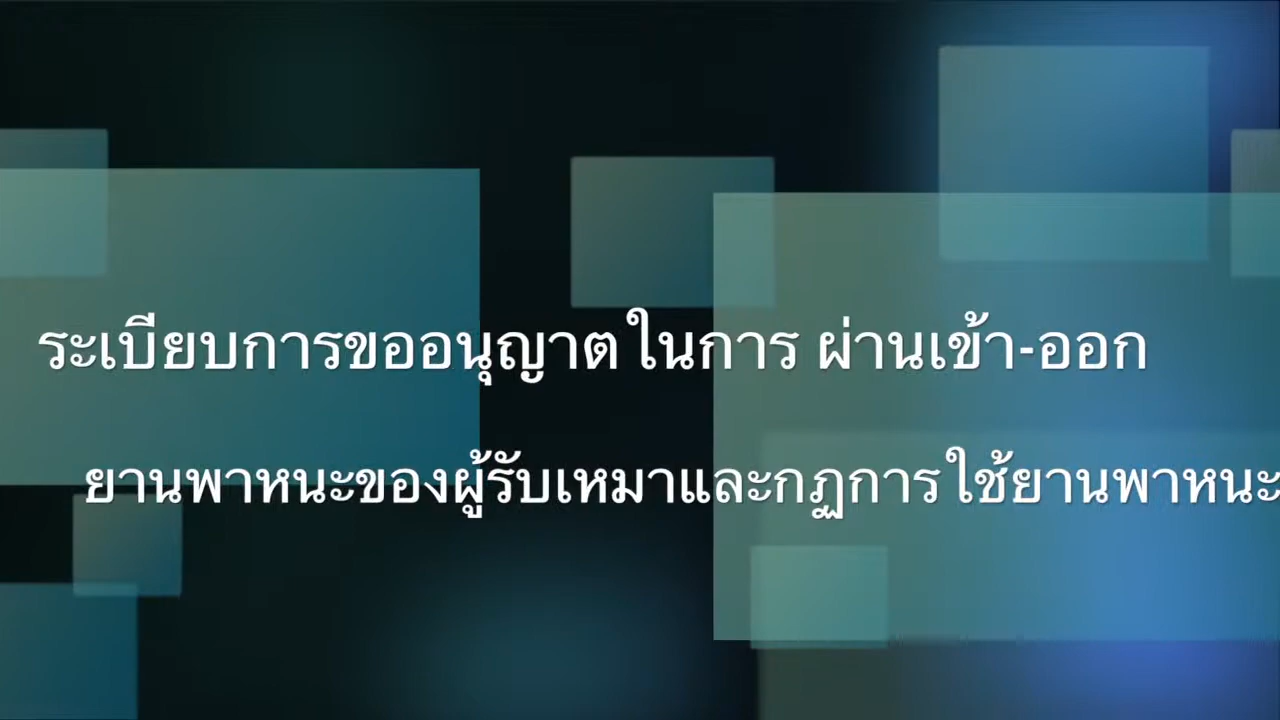 ระเบียบการขออนุญาตในการ ผ่านเข้า-ออก
ยานพาหนะของผู้รับเหมาและกฏการใช้ยานพาหนะ